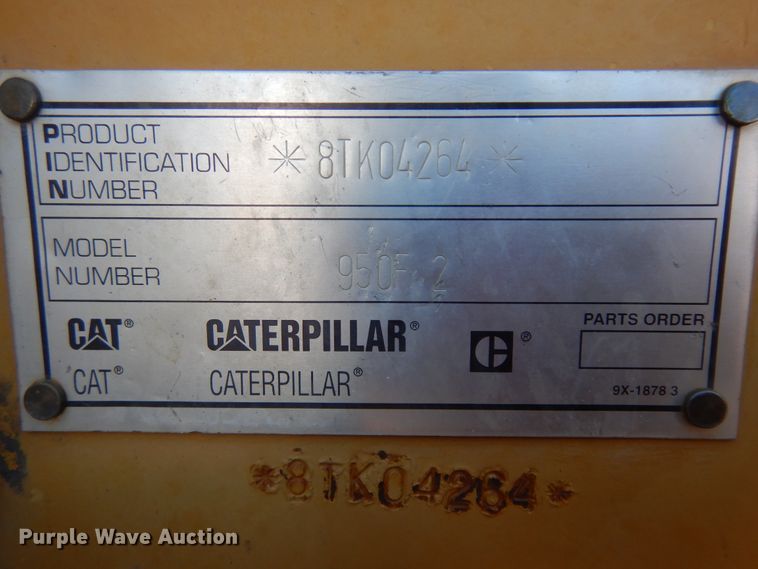 PRODUCT
IDENTIFICATION
NUMBER
*8TK04264*
MODEL
NUMBER
950F 2
CAT® CATERPILLAR® ®
CAT® CATERPILLAR®
PARTS ORDER
9X-1878 3
*8TK04264*
Purple Wave Auction®